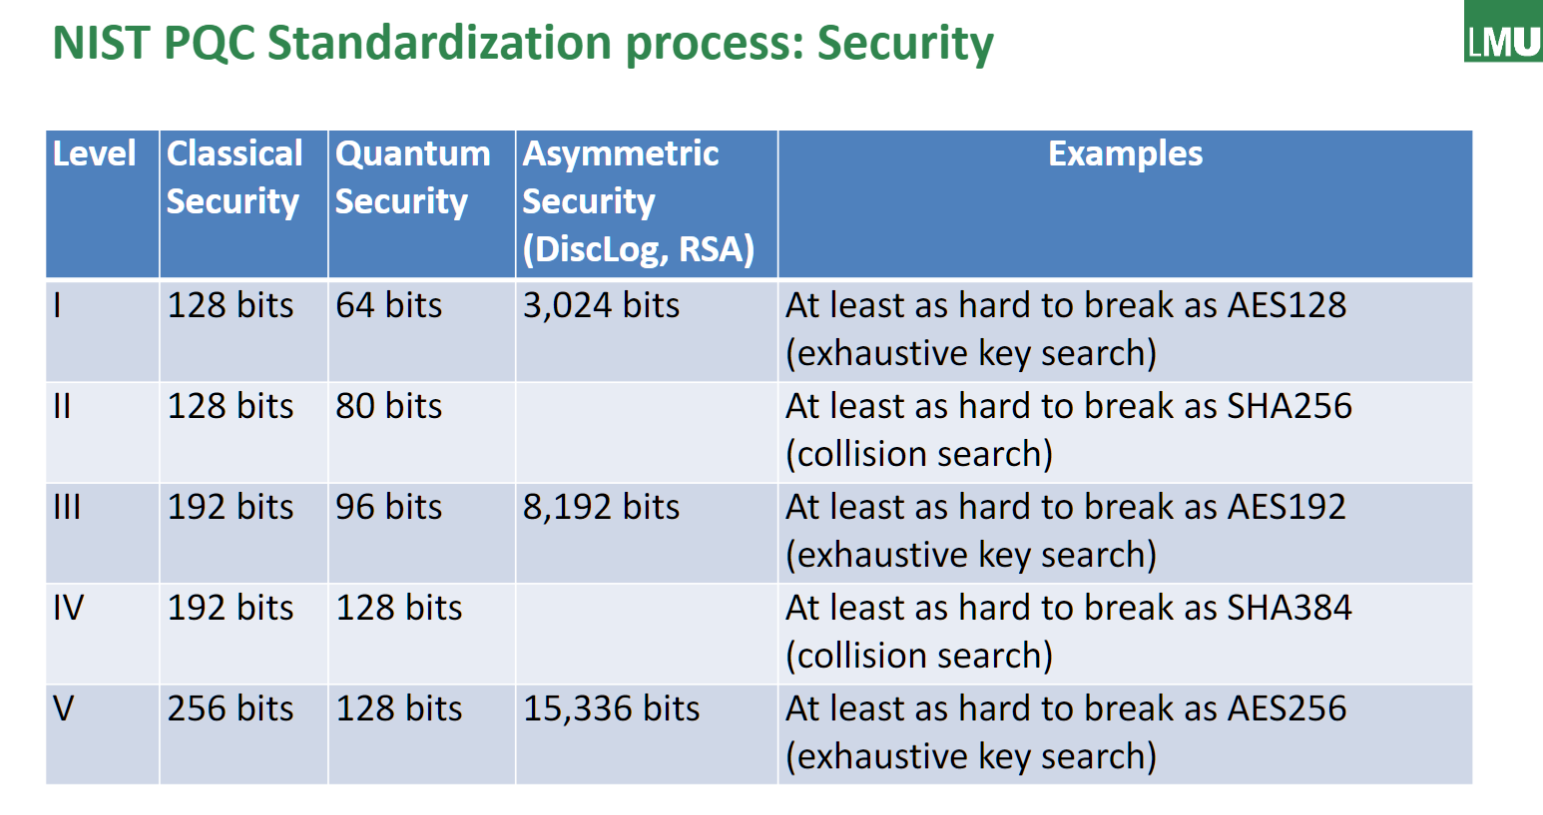 NIST PQC Standardization process: Security
LMU
Level
Classical
Security
Quantum
Security
Asymmetric
Security
(DiscLog, RSA)
Examples
I
128 bits
64 bits
3,024 bits
At least as hard to break as AES128
(exhaustive key search)
II
128 bits
80 bits
At least as hard to break as SHA256
(collision search)
III
192 bits
96 bits
8,192 bits
At least as hard to break as AES192
(exhaustive key search)
IV
192 bits
128 bits
At least as hard to break as SHA384
(collision search)
V
256 bits
128 bits
15,336 bits
At least as hard to break as AES256
(exhaustive key search)